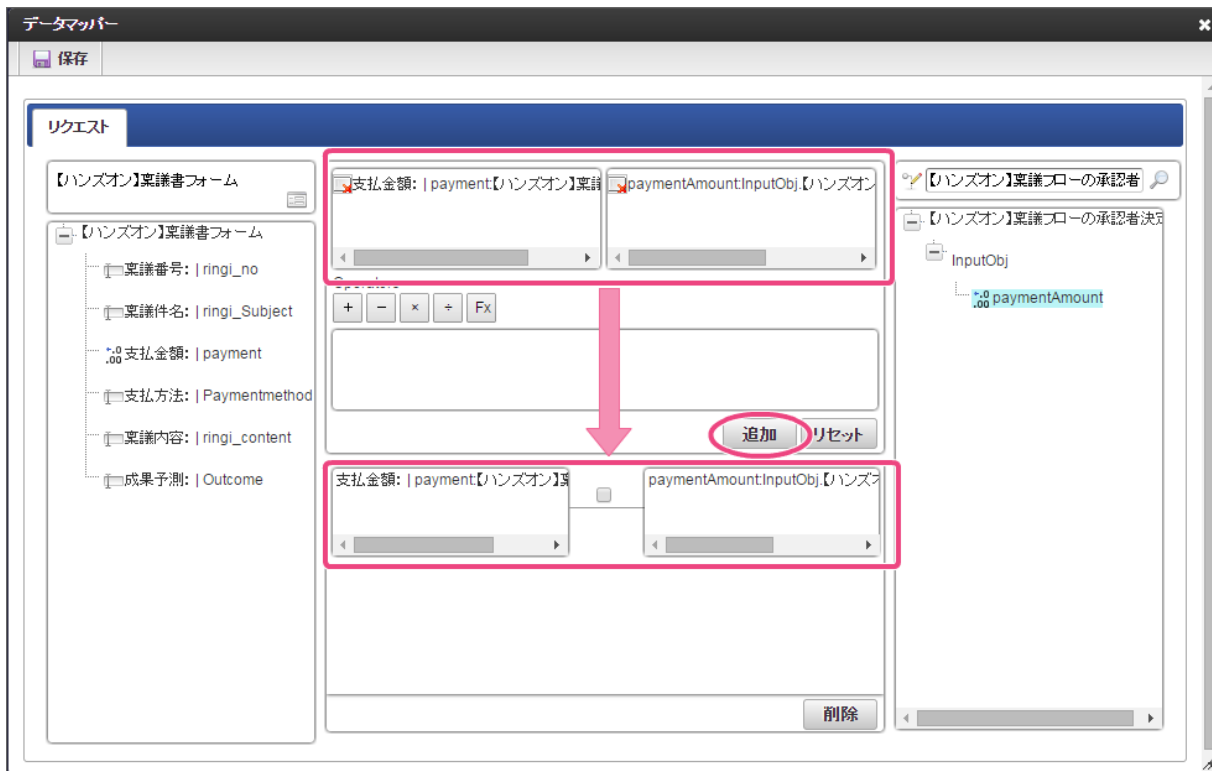 データマッパー
保存
リクエスト
【ハンズオン】稟議書フォーム
【ハンズオン】稟議書フォーム
稟議番号: | ringi_no
稟議件名: | ringi_Subject
支払金額: | payment
支払方法: | Paymentmethod
稟議内容: | ringi_content
成果予測: | Outcome
支払金額: | payment:【ハンズオン】稟議
paymentAmount:InputObj.【ハンズオン
Operators
+ − × ÷ Fx
追加 リセット
支払金額: | payment:【ハンズオン】稟
paymentAmount:InputObj.【ハンズオ
削除
【ハンズオン】稟議フローの承認者
【ハンズオン】稟議フローの承認者決定
InputObj
paymentAmount